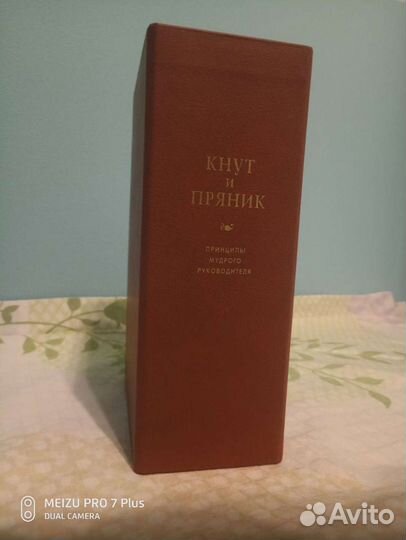 КНУТ
и
ПРЯНИК
ПРИНЦИПЫ
МУДРОГО
РУКОВОДИТЕЛЯ
MEIZU PRO 7 Plus
DUAL CAMERA
Avito